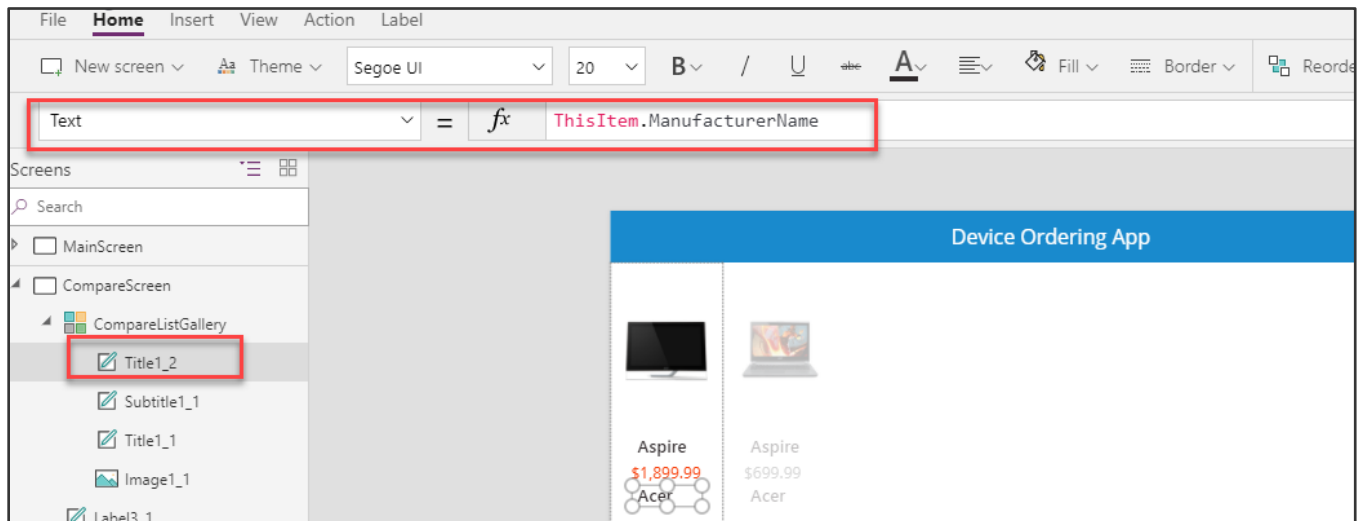 File Home Insert View Action Label
New screen Aa Theme Segoe UI 20 B / U abc A Fill Border Reorde
Text = fx ThisItem.ManufacturerName
Screens
Search
MainScreen
CompareScreen
CompareListGallery
Title1_2
Subtitle1_1
Title1_1
Image1_1
Label3_1
Device Ordering App
Aspire Aspire
$1,899.99 $699.99
Acer Acer